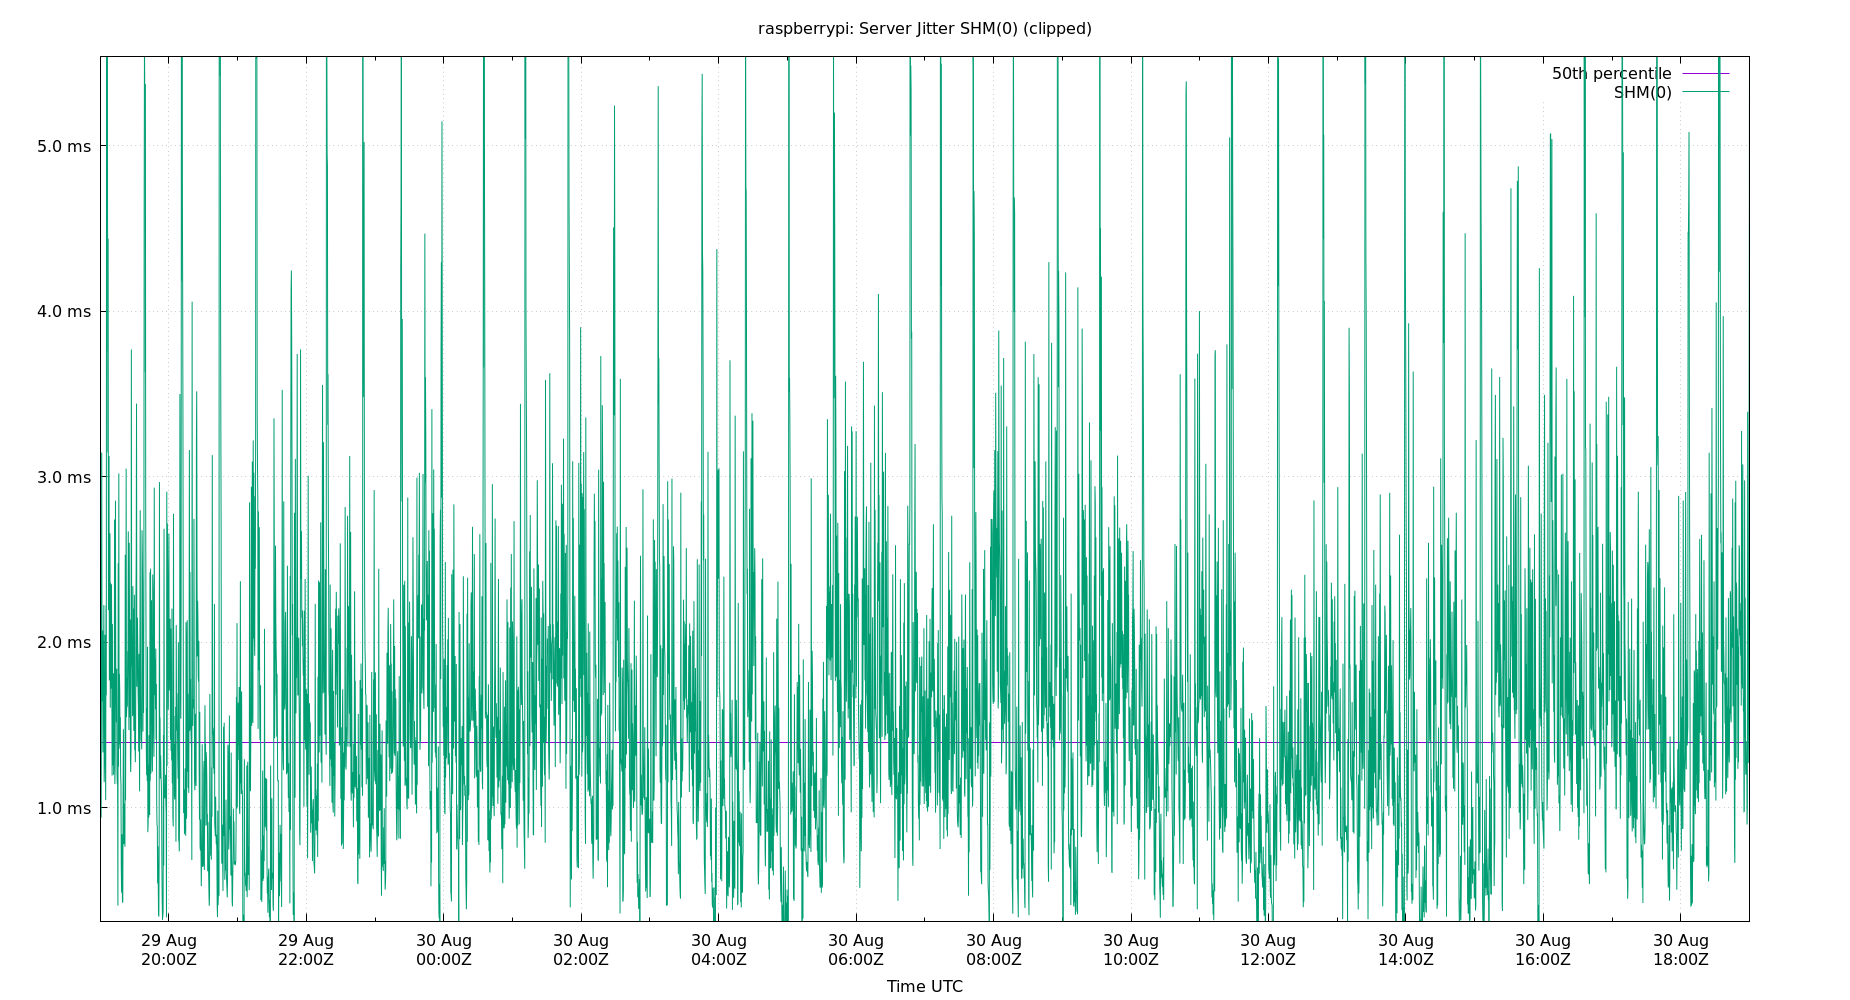 raspberrypi: Server Jitter SHM(0) (clipped)
50th percentile
SHM(0)
5.0 ms
4.0 ms
3.0 ms
2.0 ms
1.0 ms
29 Aug 29 Aug 30 Aug 30 Aug 30 Aug 30 Aug 30 Aug 30 Aug 30 Aug 30 Aug 30 Aug 30 Aug
20:00Z 22:00Z 00:00Z 02:00Z 04:00Z 06:00Z 08:00Z 10:00Z 12:00Z 14:00Z 16:00Z 18:00Z
Time UTC